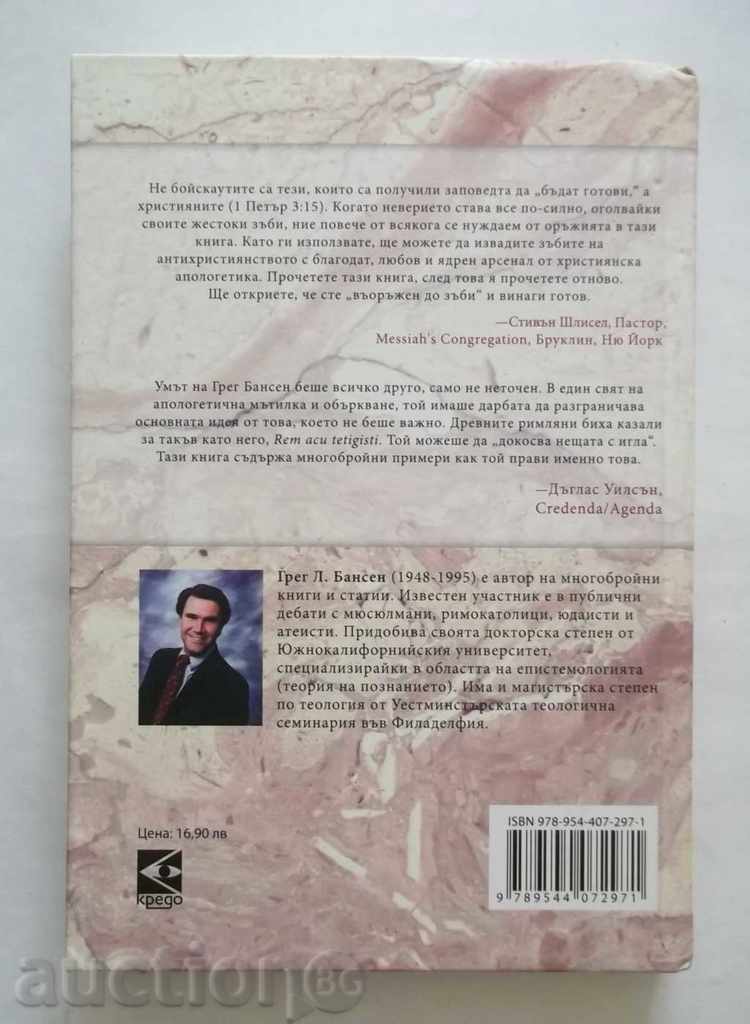 Не бойскаутите са тези, които са получили заповедта да „бъдат готови,“ а
християните (1 Петър 3:15). Когато неверието става все по-силно, оголвайки
своите жестоки зъби, ние повече от всякога се нуждаем от оръжията в тази
книга. Като ги използвате, ще можете да извадите зъбите на
антихристиянството с благодат, любов и ядрен арсенал от християнска
апологетика. Прочетете тази книга, след това я прочетете отново.
Ще откриете, че сте „въоръжен до зъби“ и винаги готов.
—Стивън Шлисел, Пастор,
Messiah's Congregation, Бруклин, Ню Йорк
Умът на Грег Бансен беше всичко друго, само не неточен. В един свят на
апологетична мътилка и объркване, той имаше дарбата да разграничава
основната идея от това, което не беше важно. Древните римляни биха казали
за такъв като него, Rem acu tetigisti. Той можеше да „докосва нещата с игла“.
Тази книга съдържа многобройни примери как той прави именно това.
—Дъглас Уилсън,
Credenda/Agenda
Грег Л. Бансен (1948-1995) е автор на многобройни
книги и статии. Известен участник е в публични
дебати с мюсюлмани, римокатолици, юдаисти и
атеисти. Придобива своята докторска степен от
Южнокалифорнийския университет,
специализирайки в областта на епистемологията
(теория на познанието). Има и магистърска степен
по теология от Уестминстърската теологична
семинария във Филаделфия.
Цена: 16,90 лв
кредо
ISBN 978-954-407-297-1
9 789544 072971
auction BG